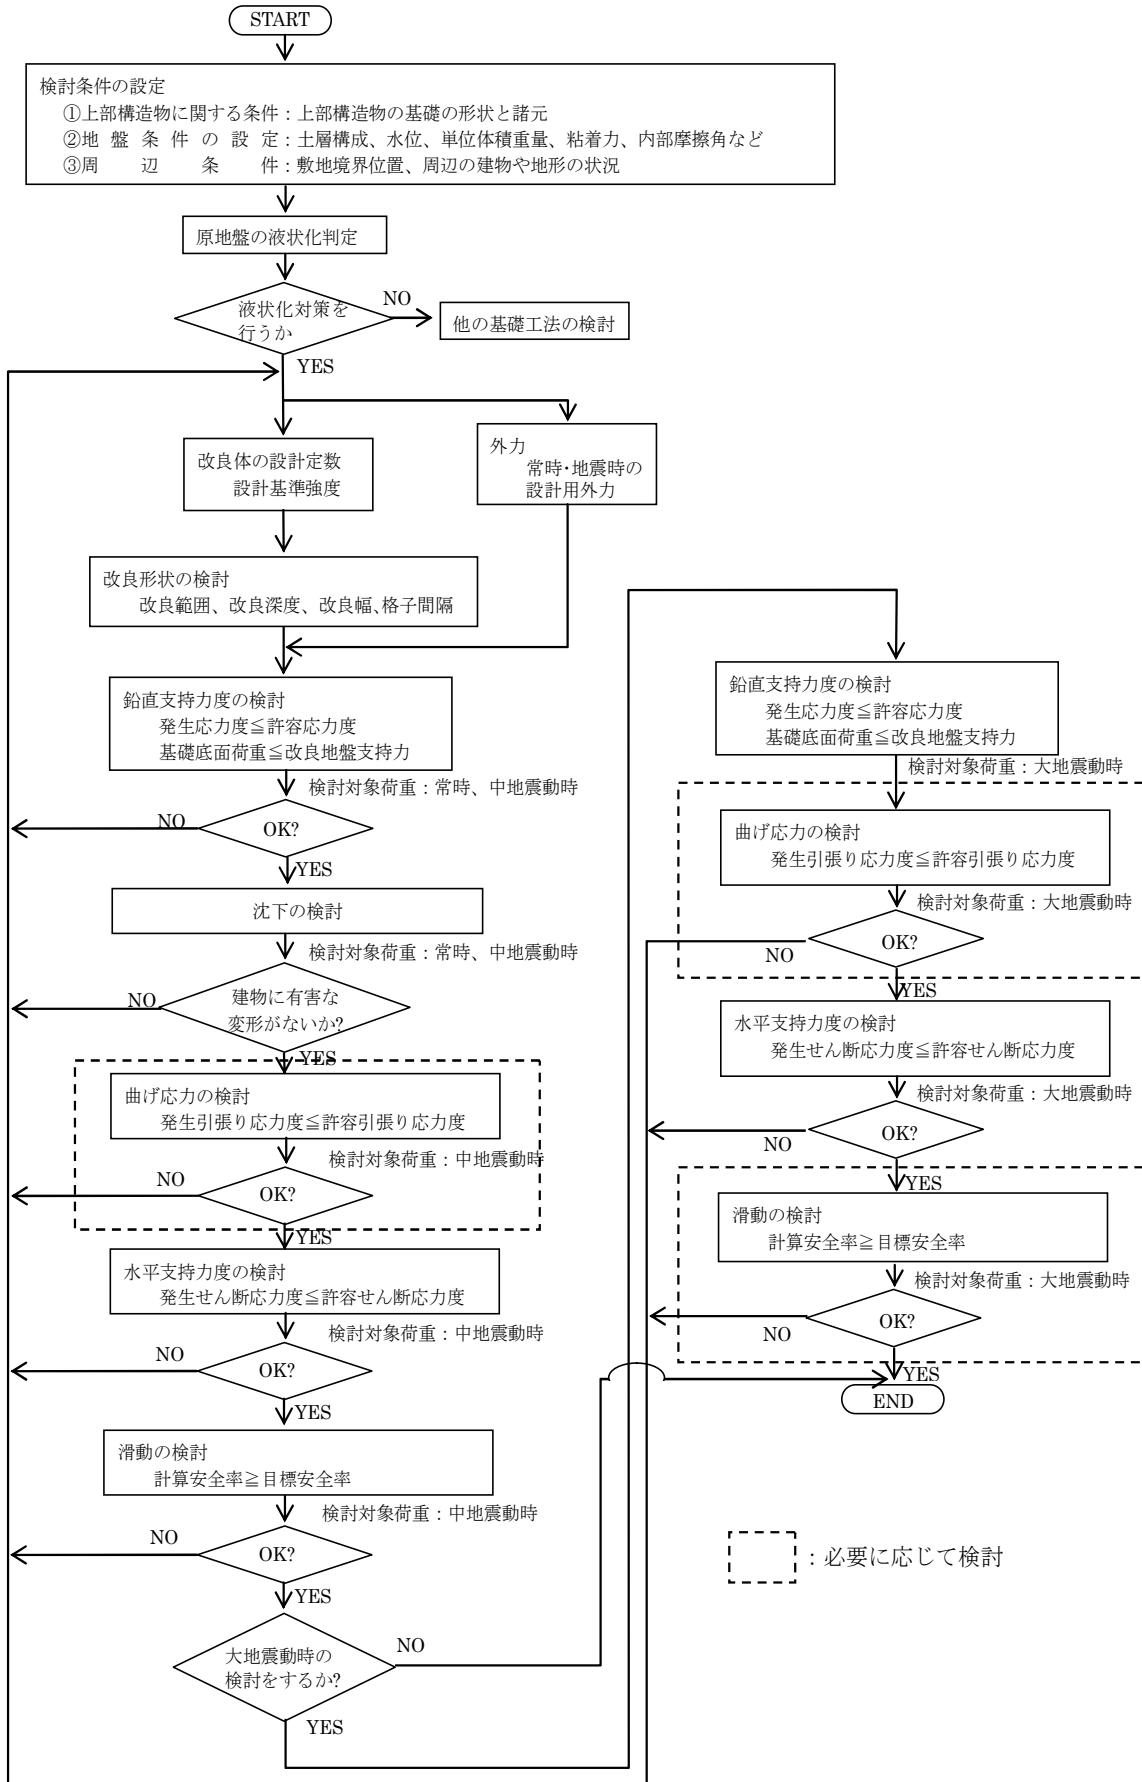 START
検討条件の設定
①上部構造物に関する条件：上部構造物の基礎の形状と諸元
②地盤条件の設定：土層構成、水位、単位体積重量、粘着力、内部摩擦角など
③周辺条件：敷地境界位置、周辺の建物や地形の状況
原地盤の液状化判定
液状化対策を
行うか
NO
他の基礎工法の検討
YES
改良体の設計定数
設計基準強度
外力
常時・地震時の
設計用外力
改良形状の検討
改良範囲、改良深度、改良幅、格子間隔
鉛直支持力度の検討
発生応力度≦許容応力度
基礎底面荷重≦改良地盤支持力
検討対象荷重：常時、中地震動時
NO
OK?
YES
沈下の検討
検討対象荷重：常時、中地震動時
NO
建物に有害な
変形がないか?
YES
曲げ応力の検討
発生引張り応力度≦許容引張り応力度
検討対象荷重：中地震動時
NO
OK?
YES
水平支持力度の検討
発生せん断応力度≦許容せん断応力度
検討対象荷重：中地震動時
NO
OK?
YES
滑動の検討
計算安全率≧目標安全率
検討対象荷重：中地震動時
NO
OK?
YES
大地震動時の
検討をするか?
NO
YES
鉛直支持力度の検討
発生応力度≦許容応力度
基礎底面荷重≦改良地盤支持力
検討対象荷重：大地震動時
曲げ応力の検討
発生引張り応力度≦許容引張り応力度
検討対象荷重：大地震動時
OK?
NO
YES
水平支持力度の検討
発生せん断応力度≦許容せん断応力度
検討対象荷重：大地震動時
OK?
NO
YES
滑動の検討
計算安全率≧目標安全率
検討対象荷重：大地震動時
OK?
NO
YES
END
：必要に応じて検討